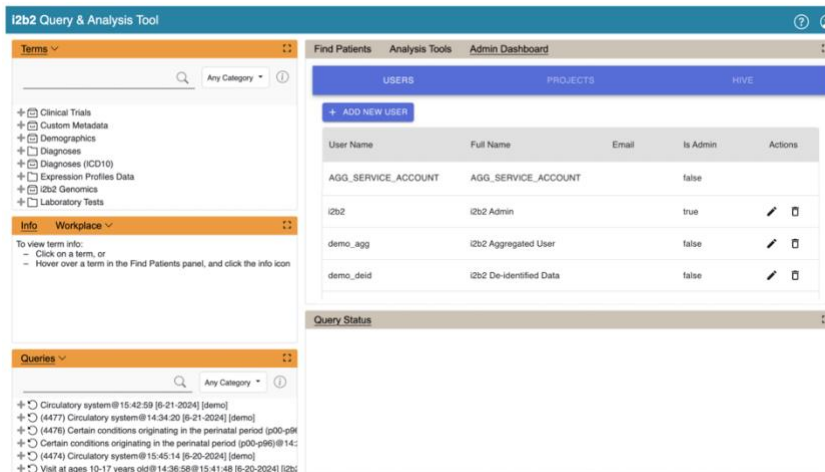 i2b2 Query & Analysis Tool
Terms
Any Category
Clinical Trials
Custom Metadata
Demographics
Diagnoses
Diagnoses (ICD10)
Expression Profiles Data
i2b2 Genomics
Laboratory Tests
Info Workplace
To view term info:
– Click on a term, or
– Hover over a term in the Find Patients panel, and click the info icon
Queries
Any Category
Circulatory system@15:42:59 [6-21-2024] [demo]
(4477) Circulatory system@14:34:20 [6-21-2024] [demo]
(4476) Certain conditions originating in the perinatal period (p00-p96
Certain conditions originating in the perinatal period (p00-p96)@14:
(4474) Circulatory system@15:45:14 [6-20-2024] [demo]
Visit at ages 10-17 years old@14:36:58@15:41:48 [6-20-2024] [i2b2
Find Patients Analysis Tools Admin Dashboard
USERS PROJECTS HIVE
+ ADD NEW USER
User Name Full Name Email Is Admin Actions
AGG_SERVICE_ACCOUNT AGG_SERVICE_ACCOUNT false
i2b2 i2b2 Admin true
demo_agg i2b2 Aggregated User false
demo_deid i2b2 De-identified Data false
Query Status